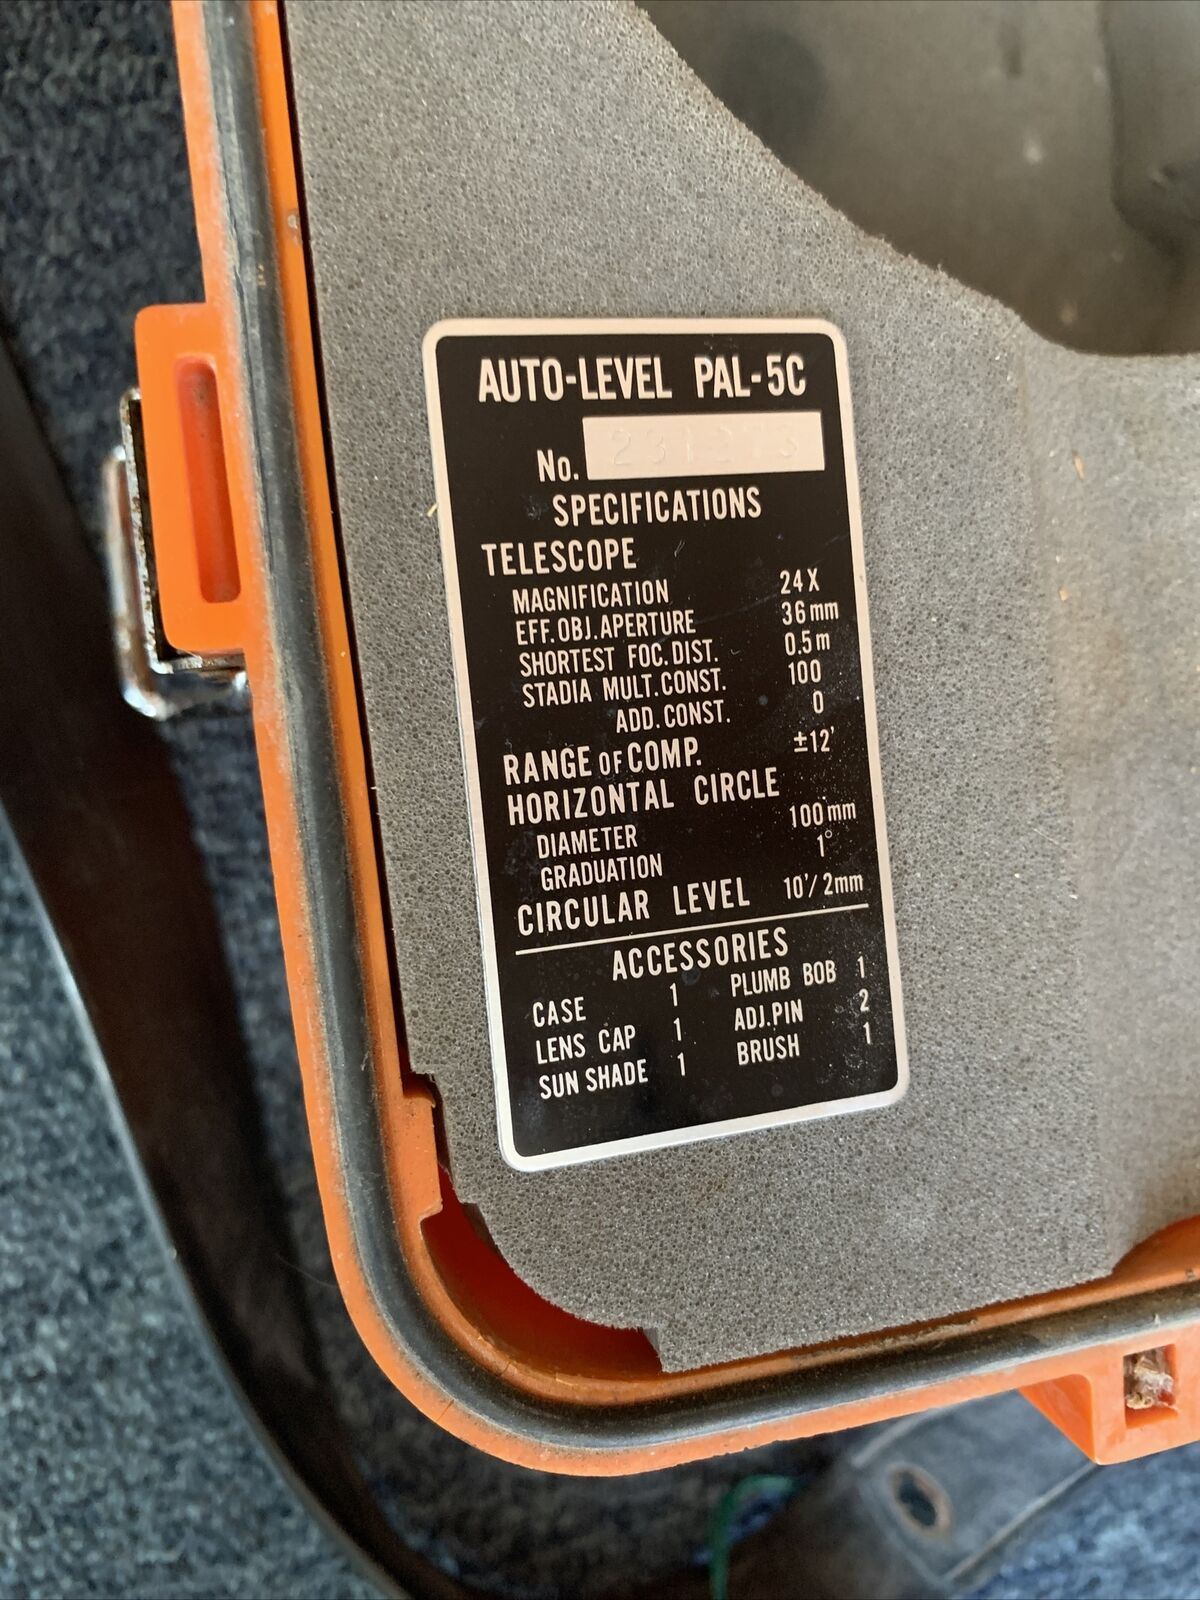 AUTO-LEVEL PAL-5C
No. 231273
SPECIFICATIONS
TELESCOPE
MAGNIFICATION 24X
EFF.OBJ.APERTURE 36mm
SHORTEST FOC.DIST. 0.5m
STADIA MULT.CONST. 100
ADD.CONST. 0
RANGE OF COMP. ±12'
HORIZONTAL CIRCLE
DIAMETER 100mm
GRADUATION 1°
CIRCULAR LEVEL 10'/2mm
ACCESSORIES
CASE 1 PLUMB BOB 1
LENS CAP 1 ADJ.PIN 2
SUN SHADE 1 BRUSH 1